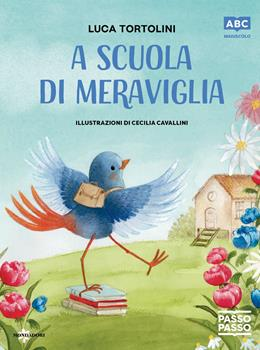 LUCA TORTOLINI
ABC
MAIUSCOLO
A SCUOLA
DI MERAVIGLIA
ILLUSTRAZIONI DI CECILIA CAVALLINI
MONDADORI
PASSO
PASSO